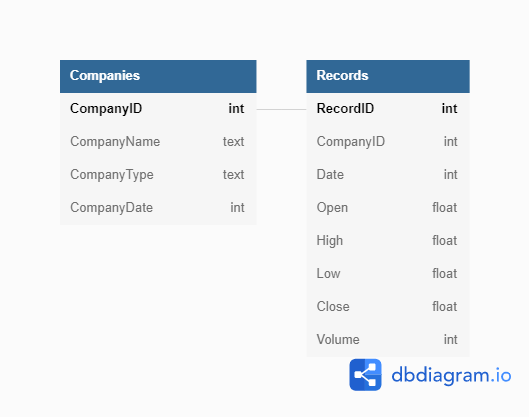 Companies
CompanyID int
CompanyName text
CompanyType text
CompanyDate int
Records
RecordID int
CompanyID int
Date int
Open float
High float
Low float
Close float
Volume int
dbdiagram.io